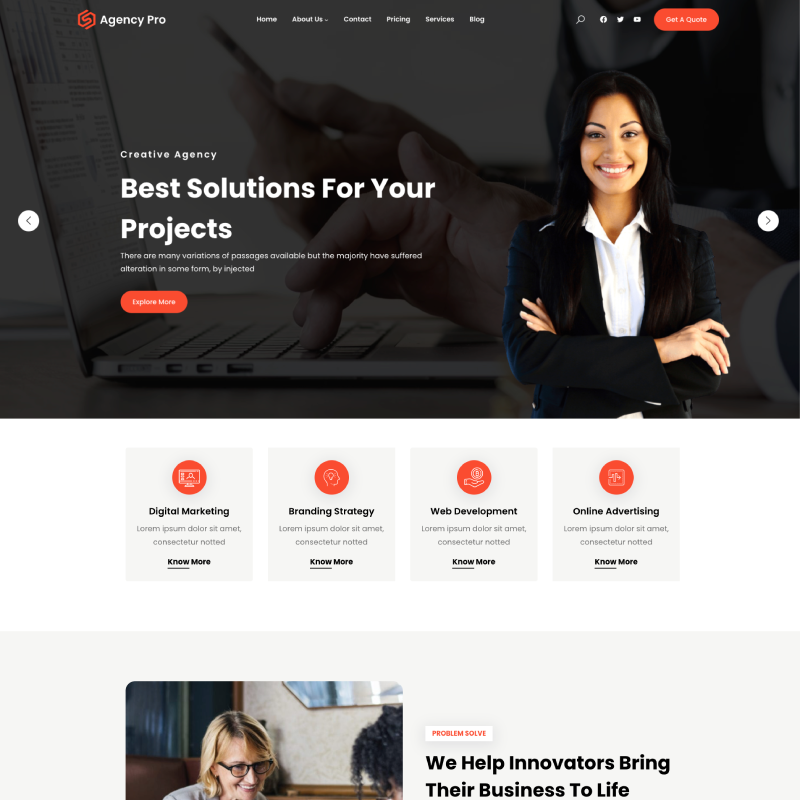 Agency Pro
Home About Us Contact Pricing Services Blog
Get A Quote
Creative Agency
Best Solutions For Your
Projects
There are many variations of passages available but the majority have suffered
alteration in some form, by injected
Explore More
Digital Marketing
Lorem ipsum dolor sit amet,
consectetur notted
Know More
Branding Strategy
Lorem ipsum dolor sit amet,
consectetur notted
Know More
Web Development
Lorem ipsum dolor sit amet,
consectetur notted
Know More
Online Advertising
Lorem ipsum dolor sit amet,
consectetur notted
Know More
PROBLEM SOLVE
We Help Innovators Bring
Their Business To Life